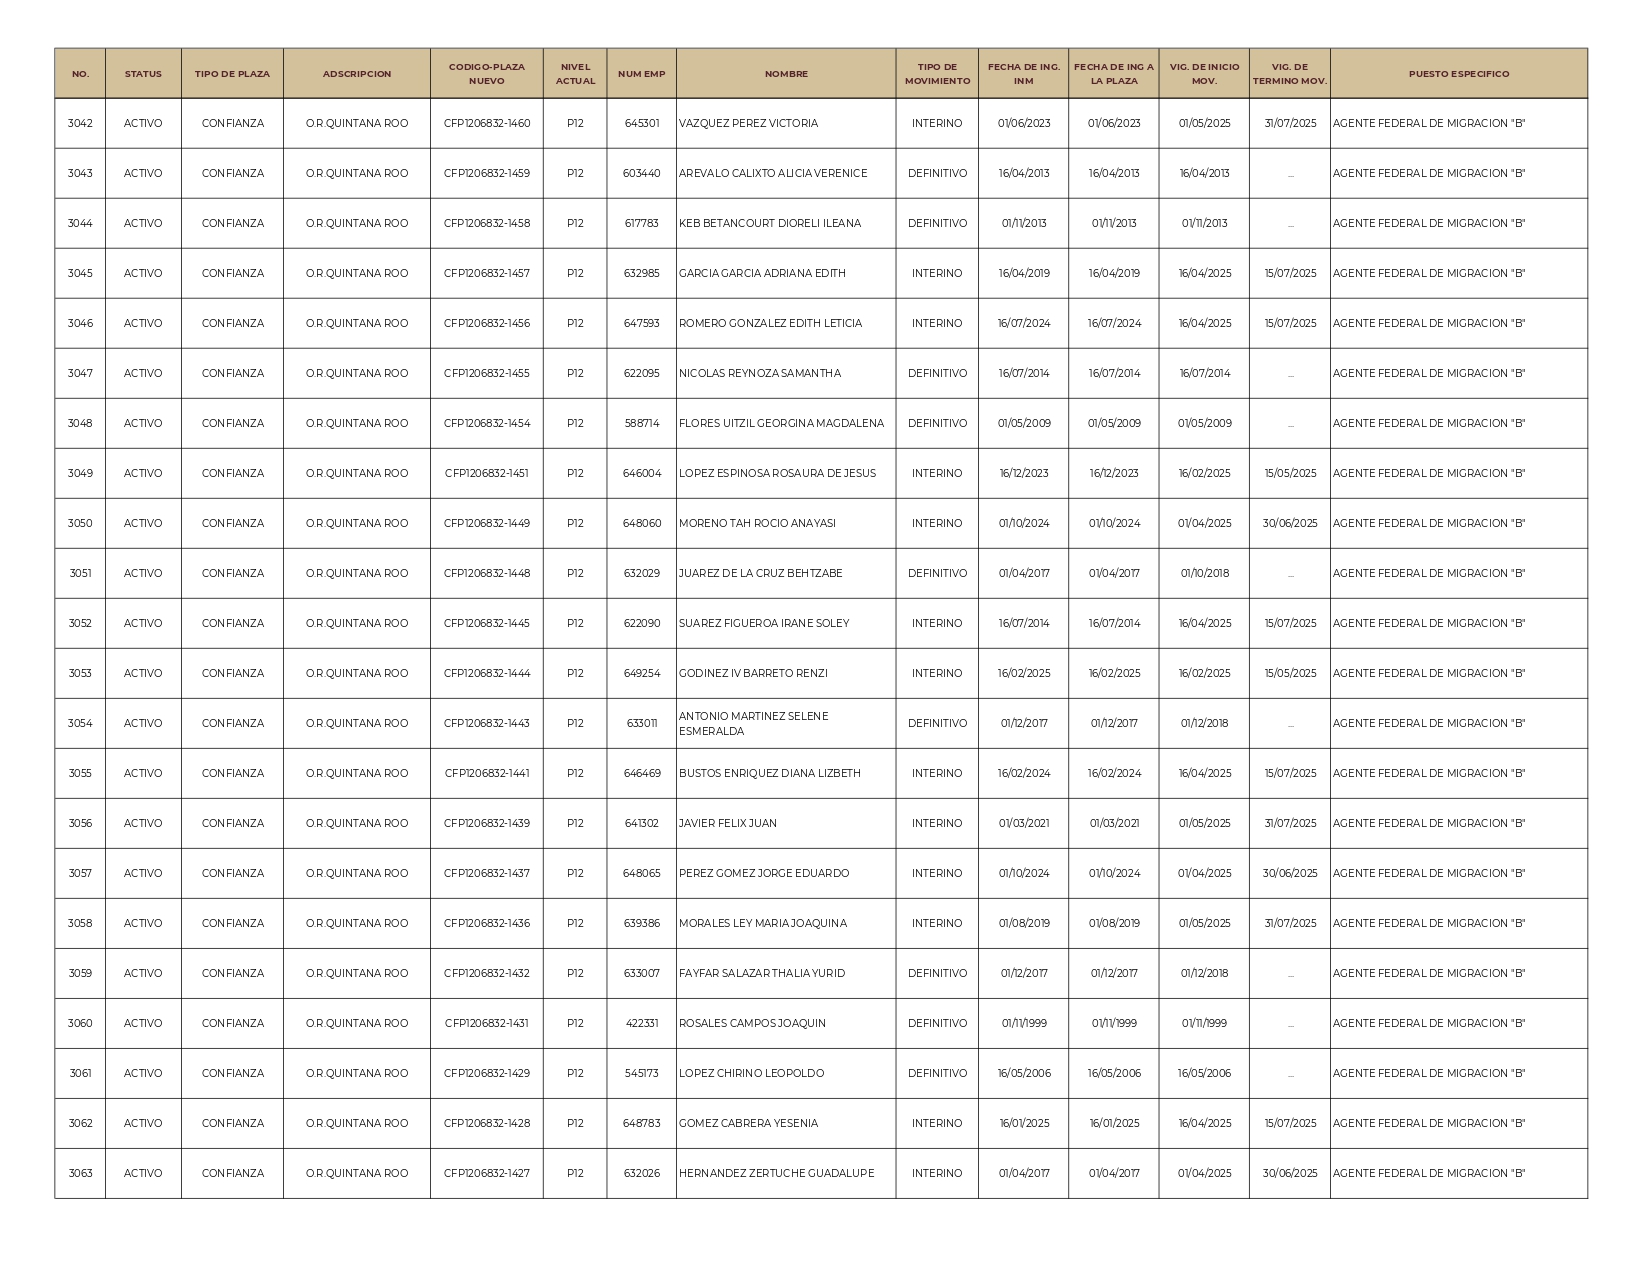 NO. STATUS TIPO DE PLAZA ADSCRIPCION CODIGO-PLAZA NUEVO NIVEL ACTUAL NUM EMP NOMBRE TIPO DE MOVIMIENTO FECHA DE ING. INM FECHA DE ING A LA PLAZA VIG. DE INICIO MOV. VIG. DE TERMINO MOV. PUESTO ESPECIFICO
3042 ACTIVO CONFIANZA O.R.QUINTANA ROO CFP1206832-1460 P12 645301 VAZQUEZ PEREZ VICTORIA INTERINO 01/06/2023 01/06/2023 01/05/2025 31/07/2025 AGENTE FEDERAL DE MIGRACION "B"
3043 ACTIVO CONFIANZA O.R.QUINTANA ROO CFP1206832-1459 P12 603440 AREVALO CALIXTO ALICIA VERENICE DEFINITIVO 16/04/2013 16/04/2013 16/04/2013 ... AGENTE FEDERAL DE MIGRACION "B"
3044 ACTIVO CONFIANZA O.R.QUINTANA ROO CFP1206832-1458 P12 617783 KEB BETANCOURT DIORELI ILEANA DEFINITIVO 01/11/2013 01/11/2013 01/11/2013 ... AGENTE FEDERAL DE MIGRACION "B"
3045 ACTIVO CONFIANZA O.R.QUINTANA ROO CFP1206832-1457 P12 632985 GARCIA GARCIA ADRIANA EDITH INTERINO 16/04/2019 16/04/2019 16/04/2025 15/07/2025 AGENTE FEDERAL DE MIGRACION "B"
3046 ACTIVO CONFIANZA O.R.QUINTANA ROO CFP1206832-1456 P12 647593 ROMERO GONZALEZ EDITH LETICIA INTERINO 16/07/2024 16/07/2024 16/04/2025 15/07/2025 AGENTE FEDERAL DE MIGRACION "B"
3047 ACTIVO CONFIANZA O.R.QUINTANA ROO CFP1206832-1455 P12 622095 NICOLAS REYNOZA SAMANTHA DEFINITIVO 16/07/2014 16/07/2014 16/07/2014 ... AGENTE FEDERAL DE MIGRACION "B"
3048 ACTIVO CONFIANZA O.R.QUINTANA ROO CFP1206832-1454 P12 588714 FLORES UITZIL GEORGINA MAGDALENA DEFINITIVO 01/05/2009 01/05/2009 01/05/2009 ... AGENTE FEDERAL DE MIGRACION "B"
3049 ACTIVO CONFIANZA O.R.QUINTANA ROO CFP1206832-1451 P12 646004 LOPEZ ESPINOSA ROSAURA DE JESUS INTERINO 16/12/2023 16/12/2023 16/02/2025 15/05/2025 AGENTE FEDERAL DE MIGRACION "B"
3050 ACTIVO CONFIANZA O.R.QUINTANA ROO CFP1206832-1449 P12 648060 MORENO TAH ROCIO ANAYASI INTERINO 01/10/2024 01/10/2024 01/04/2025 30/06/2025 AGENTE FEDERAL DE MIGRACION "B"
3051 ACTIVO CONFIANZA O.R.QUINTANA ROO CFP1206832-1448 P12 632029 JUAREZ DE LA CRUZ BEHTZABE DEFINITIVO 01/04/2017 01/04/2017 01/10/2018 ... AGENTE FEDERAL DE MIGRACION "B"
3052 ACTIVO CONFIANZA O.R.QUINTANA ROO CFP1206832-1445 P12 622090 SUAREZ FIGUEROA IRANE SOLEY INTERINO 16/07/2014 16/07/2014 16/04/2025 15/07/2025 AGENTE FEDERAL DE MIGRACION "B"
3053 ACTIVO CONFIANZA O.R.QUINTANA ROO CFP1206832-1444 P12 649254 GODINEZ IV BARRETO RENZI INTERINO 16/02/2025 16/02/2025 16/02/2025 15/05/2025 AGENTE FEDERAL DE MIGRACION "B"
3054 ACTIVO CONFIANZA O.R.QUINTANA ROO CFP1206832-1443 P12 633011 ANTONIO MARTINEZ SELENE ESMERALDA DEFINITIVO 01/12/2017 01/12/2017 01/12/2018 ... AGENTE FEDERAL DE MIGRACION "B"
3055 ACTIVO CONFIANZA O.R.QUINTANA ROO CFP1206832-1441 P12 646469 BUSTOS ENRIQUEZ DIANA LIZBETH INTERINO 16/02/2024 16/02/2024 16/04/2025 15/07/2025 AGENTE FEDERAL DE MIGRACION "B"
3056 ACTIVO CONFIANZA O.R.QUINTANA ROO CFP1206832-1439 P12 641302 JAVIER FELIX JUAN INTERINO 01/03/2021 01/03/2021 01/05/2025 31/07/2025 AGENTE FEDERAL DE MIGRACION "B"
3057 ACTIVO CONFIANZA O.R.QUINTANA ROO CFP1206832-1437 P12 648065 PEREZ GOMEZ JORGE EDUARDO INTERINO 01/10/2024 01/10/2024 01/04/2025 30/06/2025 AGENTE FEDERAL DE MIGRACION "B"
3058 ACTIVO CONFIANZA O.R.QUINTANA ROO CFP1206832-1436 P12 639386 MORALES LEY MARIA JOAQUINA INTERINO 01/08/2019 01/08/2019 01/05/2025 31/07/2025 AGENTE FEDERAL DE MIGRACION "B"
3059 ACTIVO CONFIANZA O.R.QUINTANA ROO CFP1206832-1432 P12 633007 FAYFAR SALAZAR THALIA YURID DEFINITIVO 01/12/2017 01/12/2017 01/12/2018 ... AGENTE FEDERAL DE MIGRACION "B"
3060 ACTIVO CONFIANZA O.R.QUINTANA ROO CFP1206832-1431 P12 422331 ROSALES CAMPOS JOAQUIN DEFINITIVO 01/11/1999 01/11/1999 01/11/1999 ... AGENTE FEDERAL DE MIGRACION "B"
3061 ACTIVO CONFIANZA O.R.QUINTANA ROO CFP1206832-1429 P12 545173 LOPEZ CHIRINO LEOPOLDO DEFINITIVO 16/05/2006 16/05/2006 16/05/2006 ... AGENTE FEDERAL DE MIGRACION "B"
3062 ACTIVO CONFIANZA O.R.QUINTANA ROO CFP1206832-1428 P12 648783 GOMEZ CABRERA YESENIA INTERINO 16/01/2025 16/01/2025 16/04/2025 15/07/2025 AGENTE FEDERAL DE MIGRACION "B"
3063 ACTIVO CONFIANZA O.R.QUINTANA ROO CFP1206832-1427 P12 632026 HERNANDEZ ZERTUCHE GUADALUPE INTERINO 01/04/2017 01/04/2017 01/04/2025 30/06/2025 AGENTE FEDERAL DE MIGRACION "B"